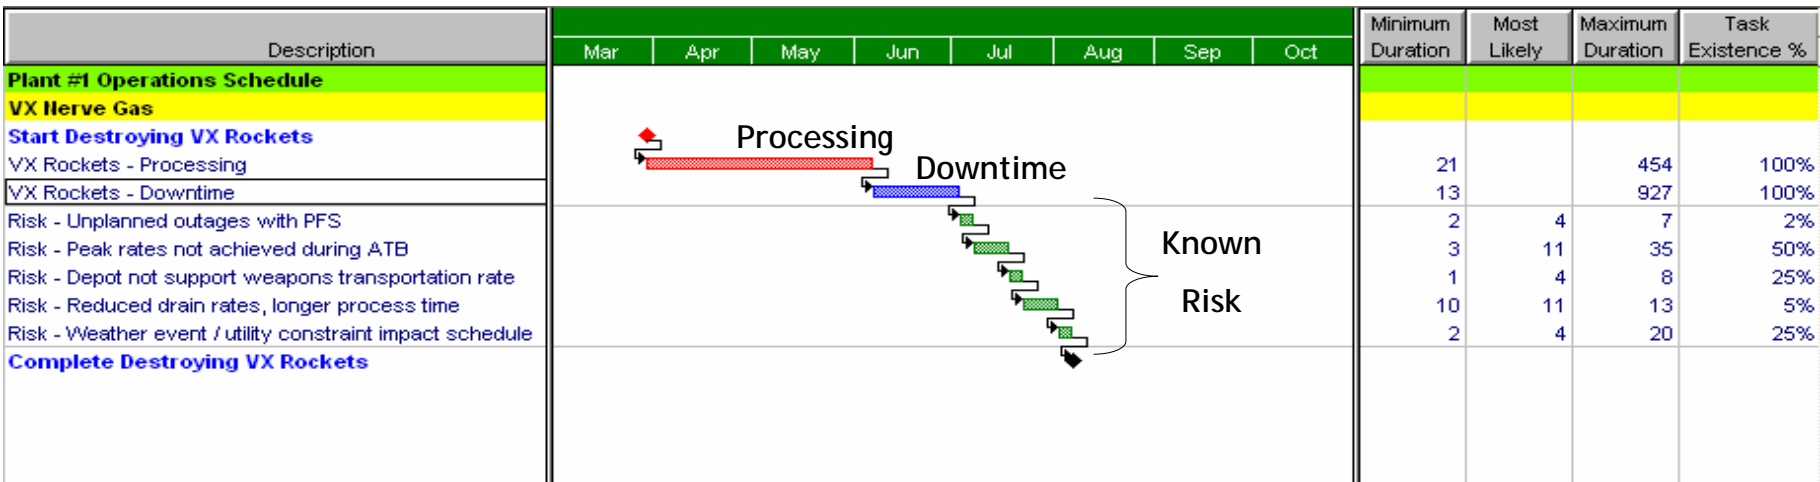 Description Mar Apr May Jun Jul Aug Sep Oct Minimum Duration Most Likely Maximum Duration Task Existence %
Plant #1 Operations Schedule
VX Nerve Gas
Start Destroying VX Rockets
Processing
VX Rockets - Processing 21 454 100%
Downtime
VX Rockets - Downtime 13 927 100%
Risk - Unplanned outages with PFS 2 4 7 2%
Risk - Peak rates not achieved during ATB 3 11 35 50%
Known
Risk - Depot not support weapons transportation rate 1 4 8 25%
Risk
Risk - Reduced drain rates, longer process time 10 11 13 5%
Risk - Weather event / utility constraint impact schedule 2 4 20 25%
Complete Destroying VX Rockets